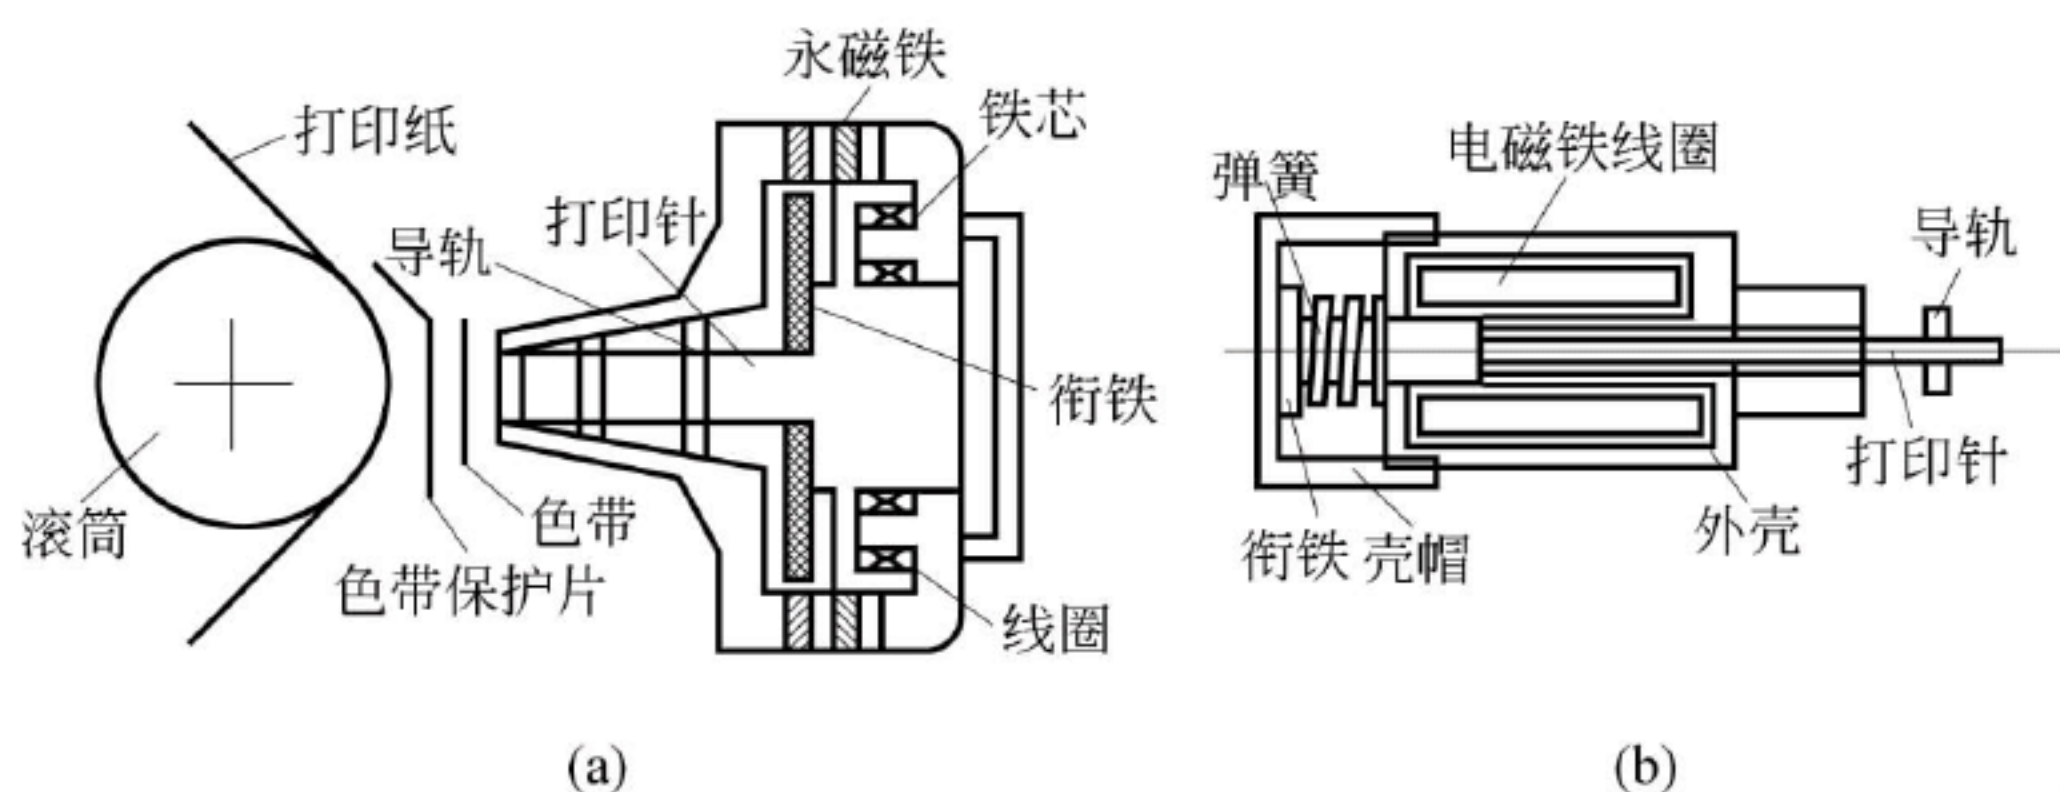 永磁铁
铁芯
打印纸
打印针
导轨
衔铁
滚筒
色带
色带保护片
线圈
(a)
电磁铁线圈
弹簧
导轨
打印针
外壳
衔铁
壳帽
(b)